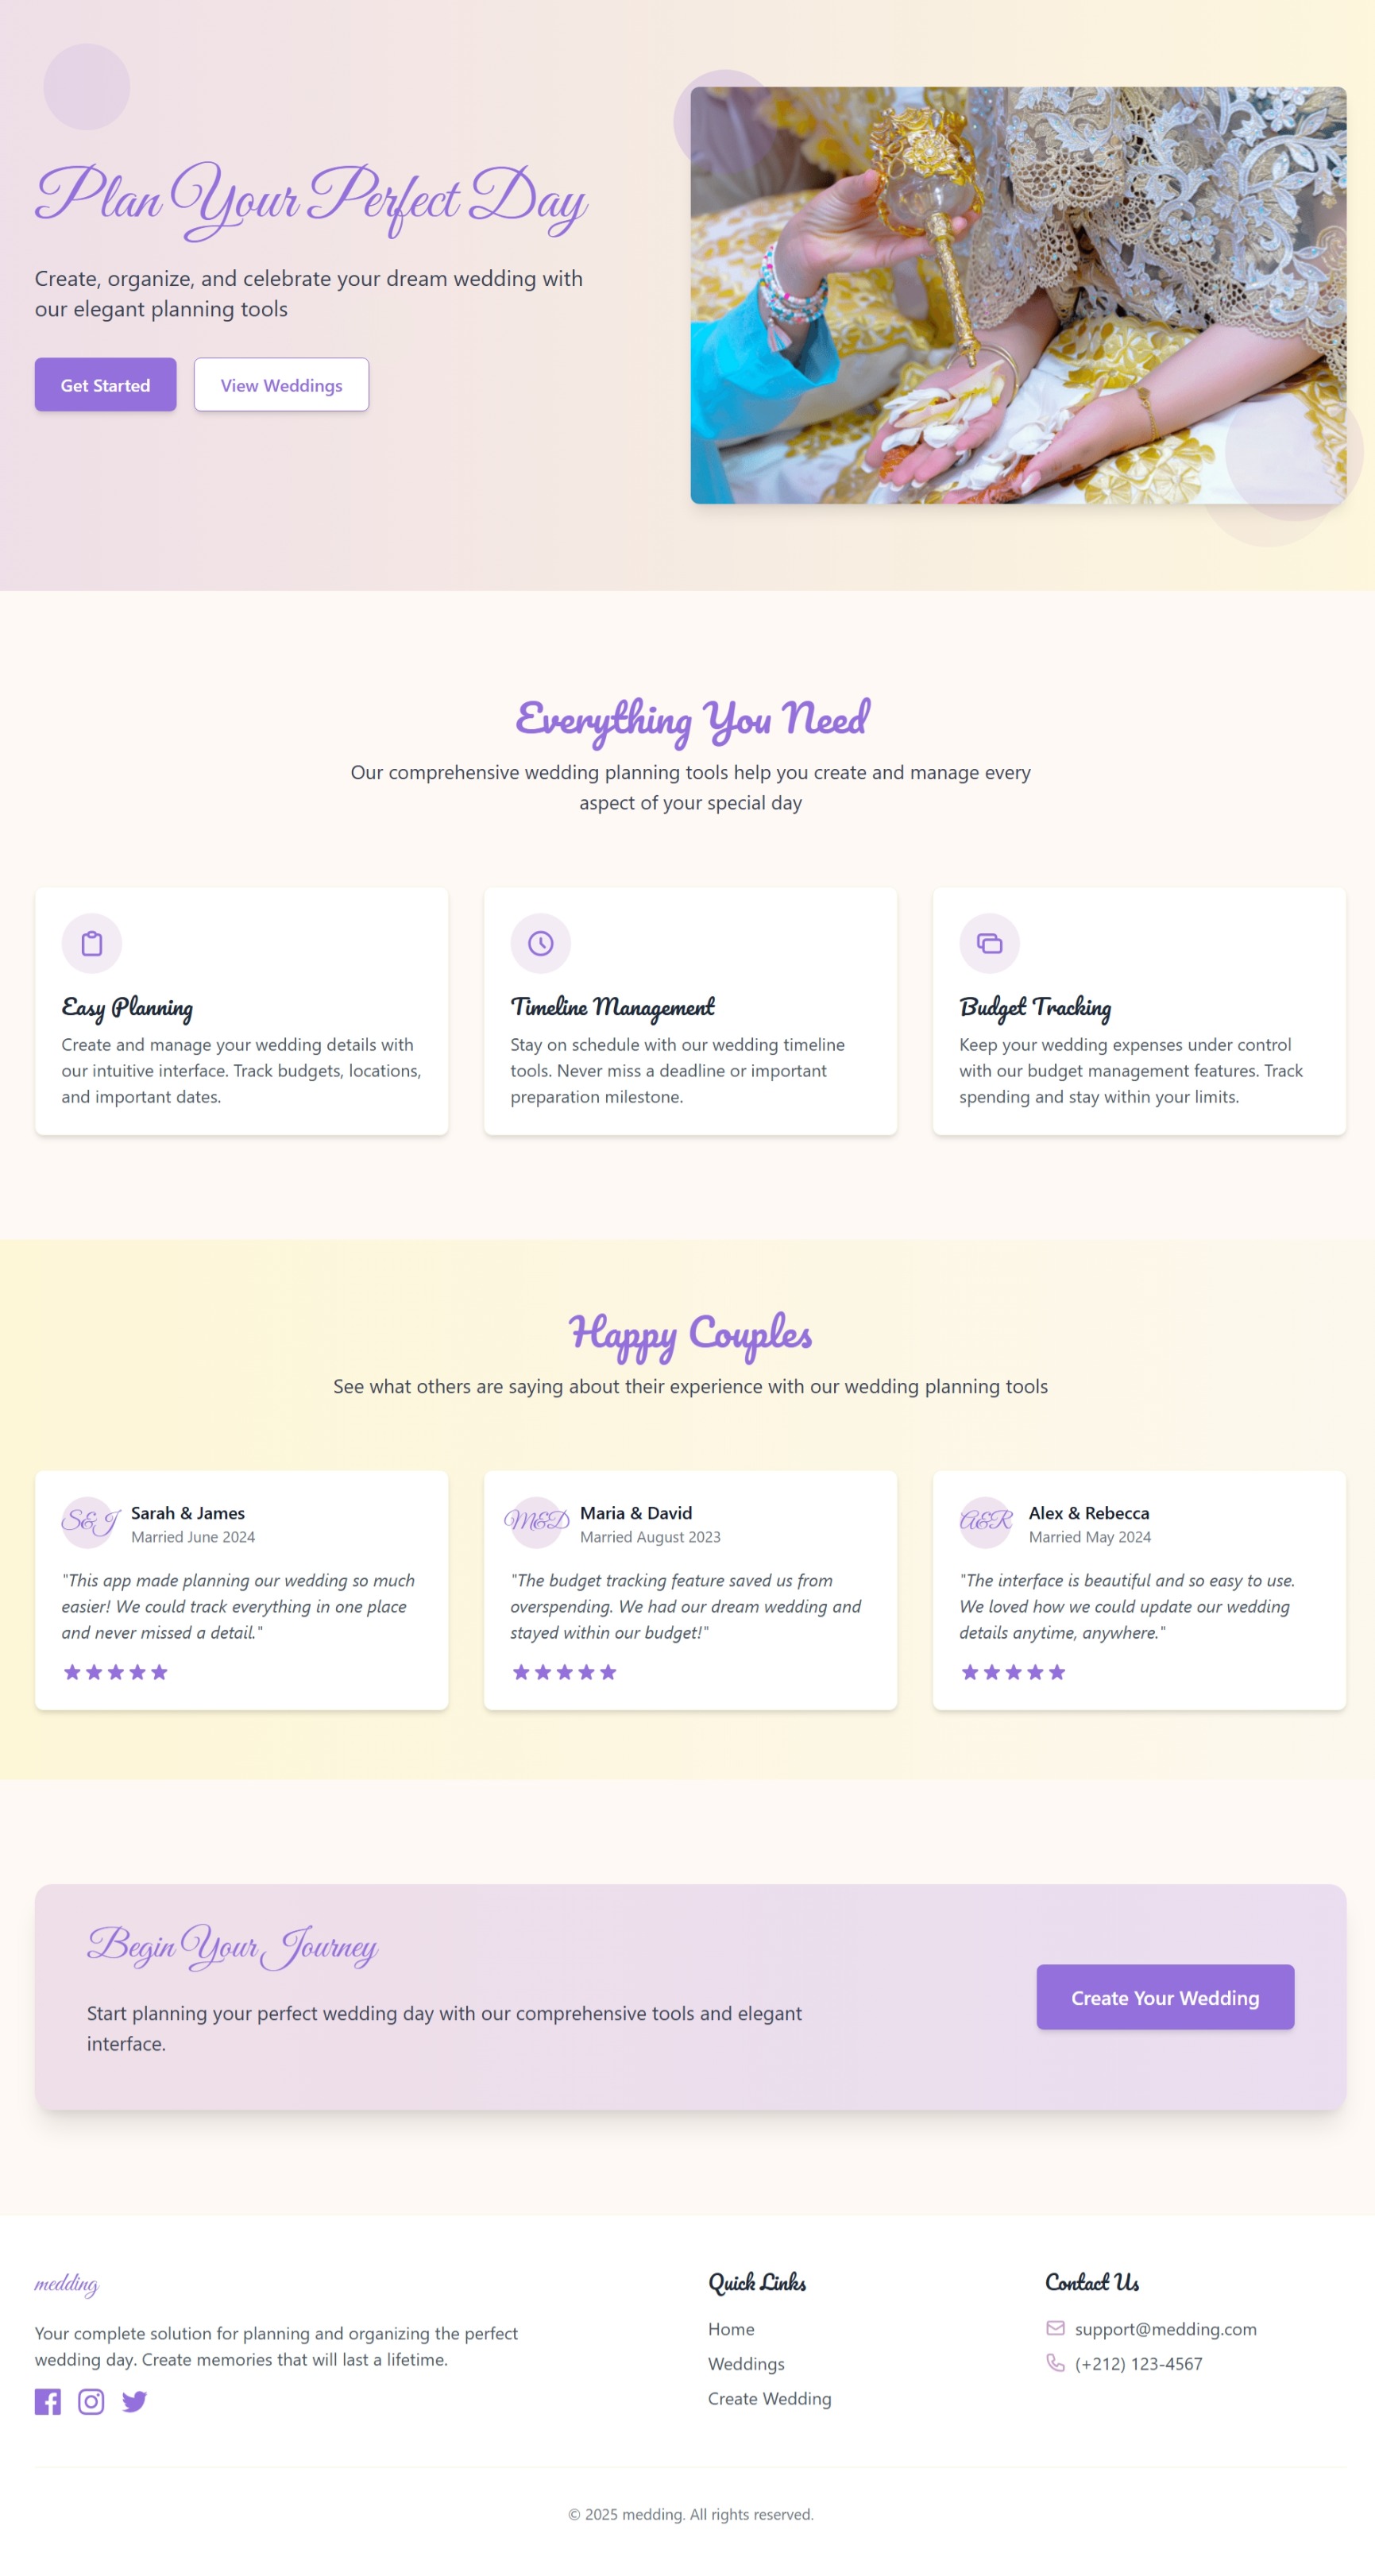 Plan Your Perfect Day
Create, organize, and celebrate your dream wedding with
our elegant planning tools
Get Started
View Weddings
Everything You Need
Our comprehensive wedding planning tools help you create and manage every
aspect of your special day
Easy Planning
Create and manage your wedding details with
our intuitive interface. Track budgets, locations,
and important dates.
Timeline Management
Stay on schedule with our wedding timeline
tools. Never miss a deadline or important
preparation milestone.
Budget Tracking
Keep your wedding expenses under control
with our budget management features. Track
spending and stay within your limits.
Happy Couples
See what others are saying about their experience with our wedding planning tools
S&J
Sarah & James
Married June 2024
"This app made planning our wedding so much
easier! We could track everything in one place
and never missed a detail."
M&D
Maria & David
Married August 2023
"The budget tracking feature saved us from
overspending. We had our dream wedding and
stayed within our budget!"
A&R
Alex & Rebecca
Married May 2024
"The interface is beautiful and so easy to use.
We loved how we could update our wedding
details anytime, anywhere."
Begin Your Journey
Start planning your perfect wedding day with our comprehensive tools and elegant
interface.
Create Your Wedding
medding
Your complete solution for planning and organizing the perfect
wedding day. Create memories that will last a lifetime.
Quick Links
Home
Weddings
Create Wedding
Contact Us
support@medding.com
(+212) 123-4567
© 2025 medding. All rights reserved.